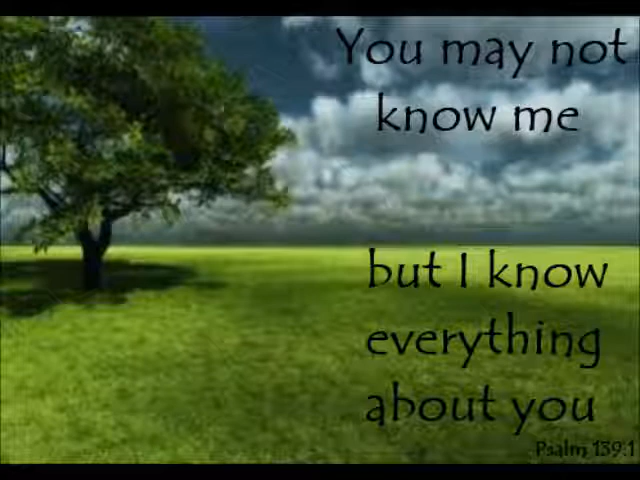 You may not
know me
but I know
everything
about you
Psalm 139:1